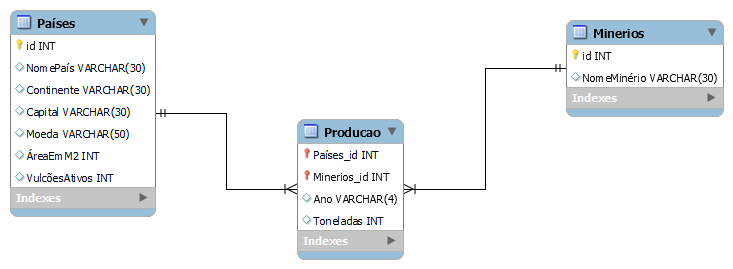 Países
id INT
NomePaís VARCHAR(30)
Continente VARCHAR(30)
Capital VARCHAR(30)
Moeda VARCHAR(50)
ÁreaEmM2 INT
VulcõesAtivos INT
Indexes
Producao
Países_id INT
Minerios_id INT
Ano VARCHAR(4)
Toneladas INT
Indexes
Minerios
id INT
NomeMinério VARCHAR(30)
Indexes